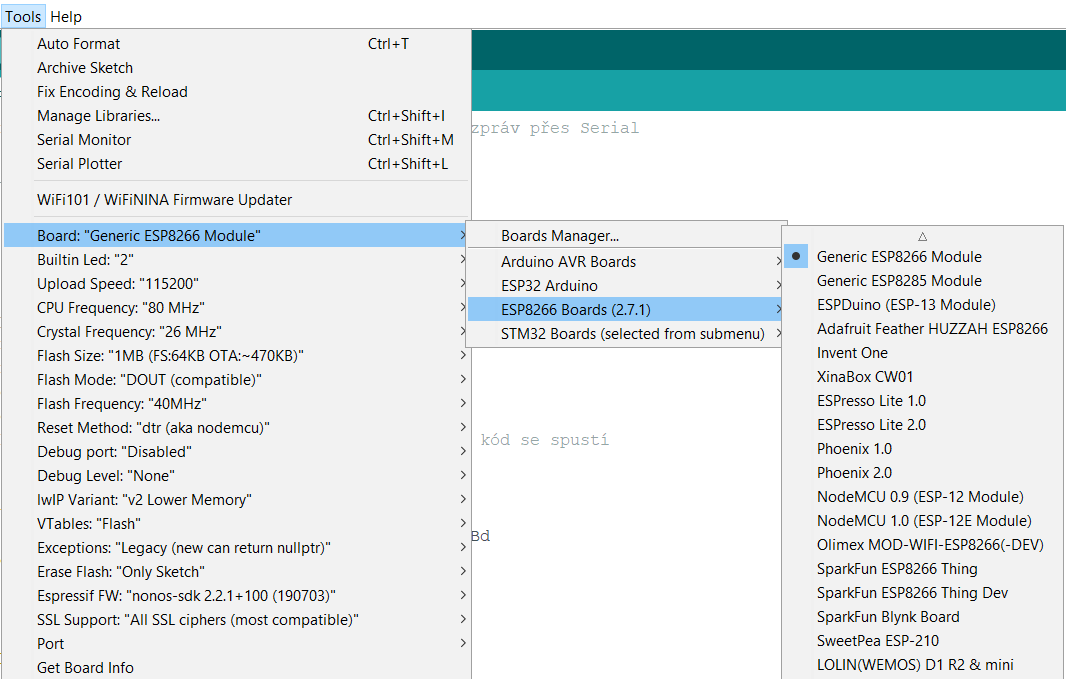 Tools Help
Auto Format Ctrl+T
Archive Sketch
Fix Encoding & Reload
Manage Libraries... Ctrl+Shift+I
Serial Monitor Ctrl+Shift+M
Serial Plotter Ctrl+Shift+L
WiFi101 / WiFiNINA Firmware Updater
Board: "Generic ESP8266 Module"
Builtin Led: "2"
Upload Speed: "115200"
CPU Frequency: "80 MHz"
Crystal Frequency: "26 MHz"
Flash Size: "1MB (FS:64KB OTA:~470KB)"
Flash Mode: "DOUT (compatible)"
Flash Frequency: "40MHz"
Reset Method: "dtr (aka nodemcu)"
Debug port: "Disabled"
Debug Level: "None"
lwIP Variant: "v2 Lower Memory"
VTables: "Flash"
Exceptions: "Legacy (new can return nullptr)"
Erase Flash: "Only Sketch"
Espressif FW: "nonos-sdk 2.2.1+100 (190703)"
SSL Support: "All SSL ciphers (most compatible)"
Port
Get Board Info
zpráv přes Serial
kód se spustí
Bd
Boards Manager...
Arduino AVR Boards
ESP32 Arduino
ESP8266 Boards (2.7.1)
STM32 Boards (selected from submenu)
Generic ESP8266 Module
Generic ESP8285 Module
ESPDuino (ESP-13 Module)
Adafruit Feather HUZZAH ESP8266
Invent One
XinaBox CW01
ESPresso Lite 1.0
ESPresso Lite 2.0
Phoenix 1.0
Phoenix 2.0
NodeMCU 0.9 (ESP-12 Module)
NodeMCU 1.0 (ESP-12E Module)
Olimex MOD-WIFI-ESP8266(-DEV)
SparkFun ESP8266 Thing
SparkFun ESP8266 Thing Dev
SparkFun Blynk Board
SweetPea ESP-210
LOLIN(WEMOS) D1 R2 & mini